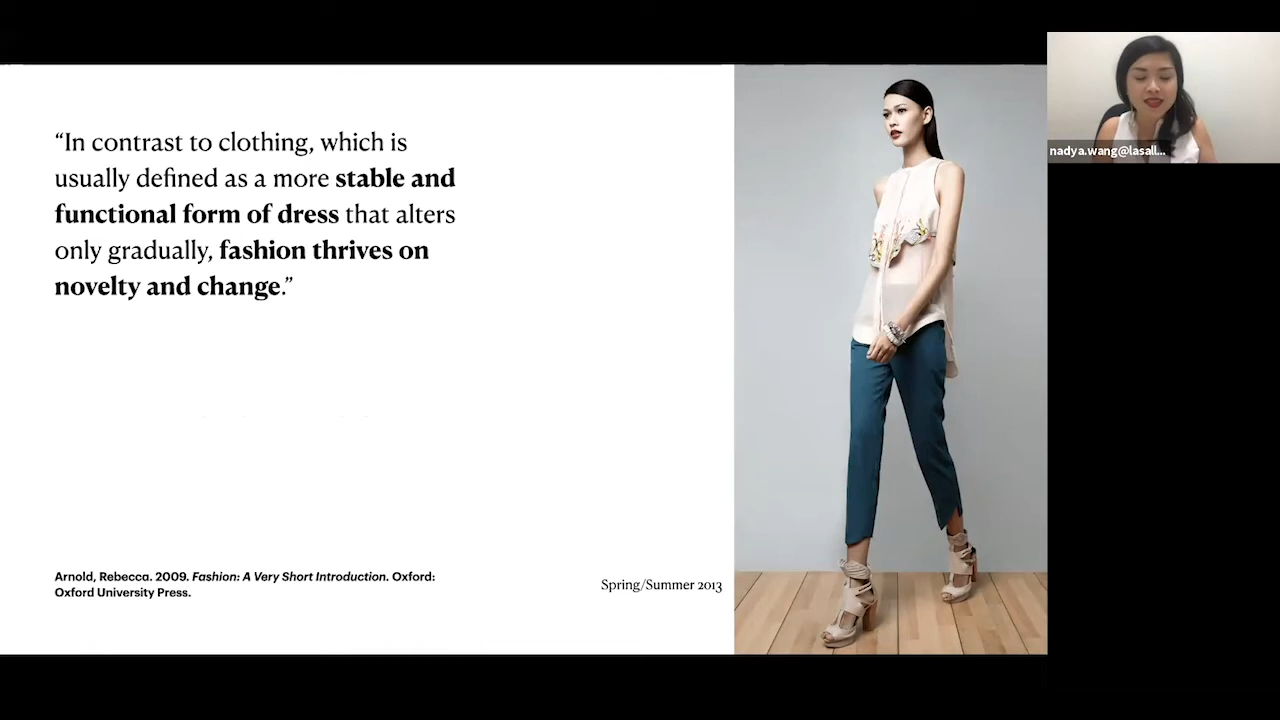 “In contrast to clothing, which is
usually defined as a more stable and
functional form of dress that alters
only gradually, fashion thrives on
novelty and change.”
Arnold, Rebecca. 2009. Fashion: A Very Short Introduction. Oxford:
Oxford University Press.
Spring/Summer 2013
nadya.wang@lasall...